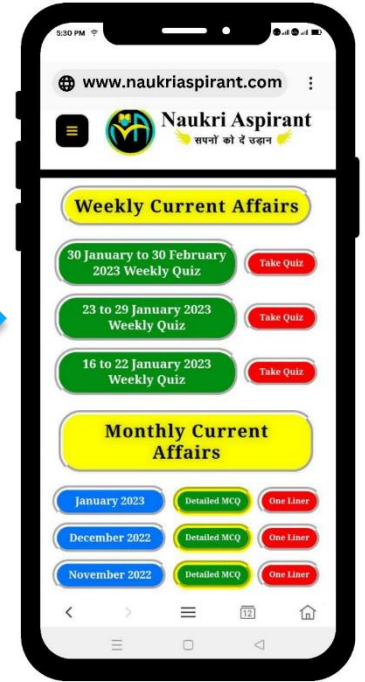 5:30 PM
www.naukriaspirant.com
Naukri Aspirant
सपनों को दें उड़ान
Weekly Current Affairs
30 January to 30 February
2023 Weekly Quiz
Take Quiz
23 to 29 January 2023
Weekly Quiz
Take Quiz
16 to 22 January 2023
Weekly Quiz
Take Quiz
Monthly Current
Affairs
January 2023
Detailed MCQ
One Liner
December 2022
Detailed MCQ
One Liner
November 2022
Detailed MCQ
One Liner
12